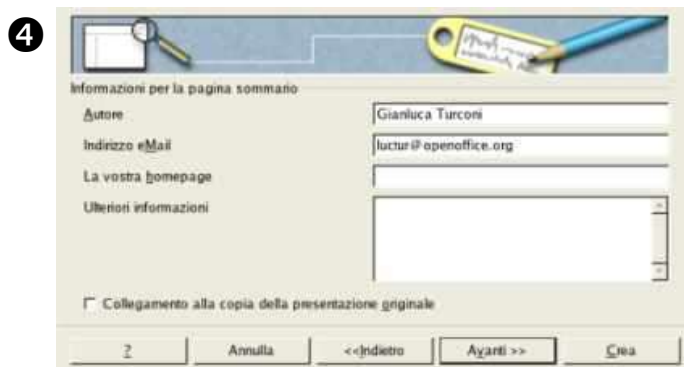 4
Informazioni per la pagina sommario
Autore Gianluca Turconi
Indirizzo eMail luctur@openoffice.org
La vostra homepage
Ulteriori informazioni
Collegamento alla copia della presentazione originale
? Annulla <<Indietro Avanti >> Crea